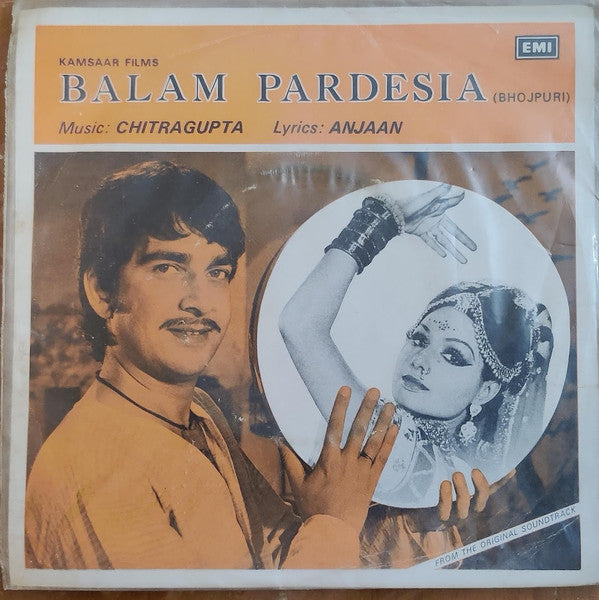 EMI
KAMSAAR FILMS
BALAM PARDESIA (BHOJPURI)
Music: CHITRAGUPTA Lyrics: ANJAAN
FROM THE ORIGINAL SOUNDTRACK